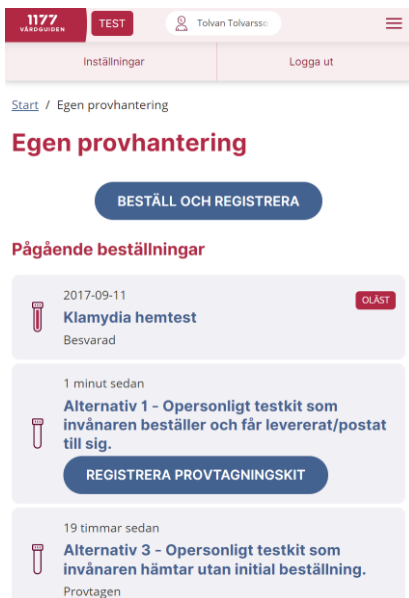 1177
VÅRDGUIDEN
TEST
Tolvan Tolvarsso
Inställningar
Logga ut
Start / Egen provhantering
Egen provhantering
BESTÄLL OCH REGISTRERA
Pågående beställningar
2017-09-11
OLÄST
Klamydia hemtest
Besvarad
1 minut sedan
Alternativ 1 - Opersonligt testkit som
invånaren beställer och får levererat/postat
till sig.
REGISTRERA PROVTAGNINGSKIT
19 timmar sedan
Alternativ 3 - Opersonligt testkit som
invånaren hämtar utan initial beställning.
Provtagen